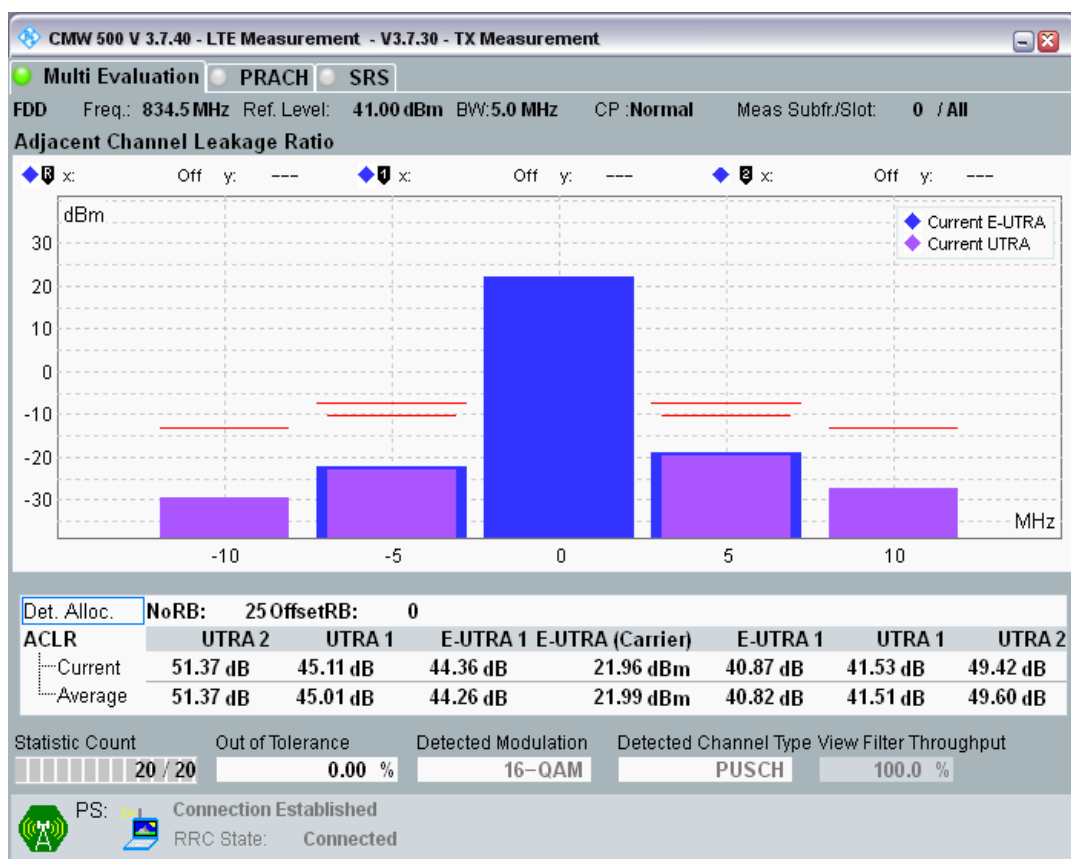 CMW 500 V 3.7.40 - LTE Measurement - V3.7.30 - TX Measurement
Multi Evaluation PRACH SRS
FDD Freq.: 834.5 MHz Ref. Level: 41.00 dBm BW:5.0 MHz CP :Normal Meas Subfr./Slot: 0 / All
Adjacent Channel Leakage Ratio
R x: Off y: --- 1 x: Off y: --- 2 x: Off y: ---
dBm
Current E-UTRA
Current UTRA
30
20
10
0
-10
-20
-30
MHz
-10 -5 0 5 10
Det. Alloc. NoRB: 25 OffsetRB: 0
ACLR UTRA 2 UTRA 1 E-UTRA 1 E-UTRA (Carrier) E-UTRA 1 UTRA 1 UTRA 2
Current 51.37 dB 45.11 dB 44.36 dB 21.96 dBm 40.87 dB 41.53 dB 49.42 dB
Average 51.37 dB 45.01 dB 44.26 dB 21.99 dBm 40.82 dB 41.51 dB 49.60 dB
Statistic Count Out of Tolerance Detected Modulation Detected Channel Type View Filter Throughput
20 / 20 0.00 % 16-QAM PUSCH 100.0 %
PS: Connection Established
RRC State: Connected